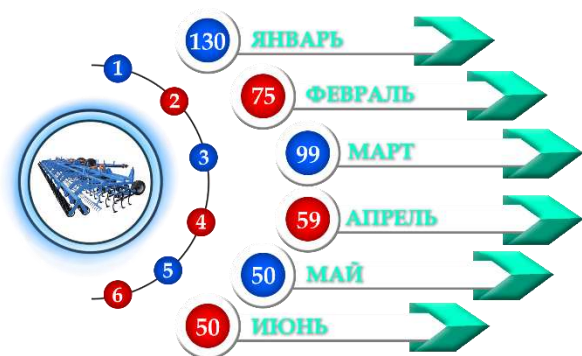 130 ЯНВАРЬ
1
75 ФЕВРАЛЬ
2
99 МАРТ
3
59 АПРЕЛЬ
4
50 МАЙ
5
50 ИЮНЬ
6